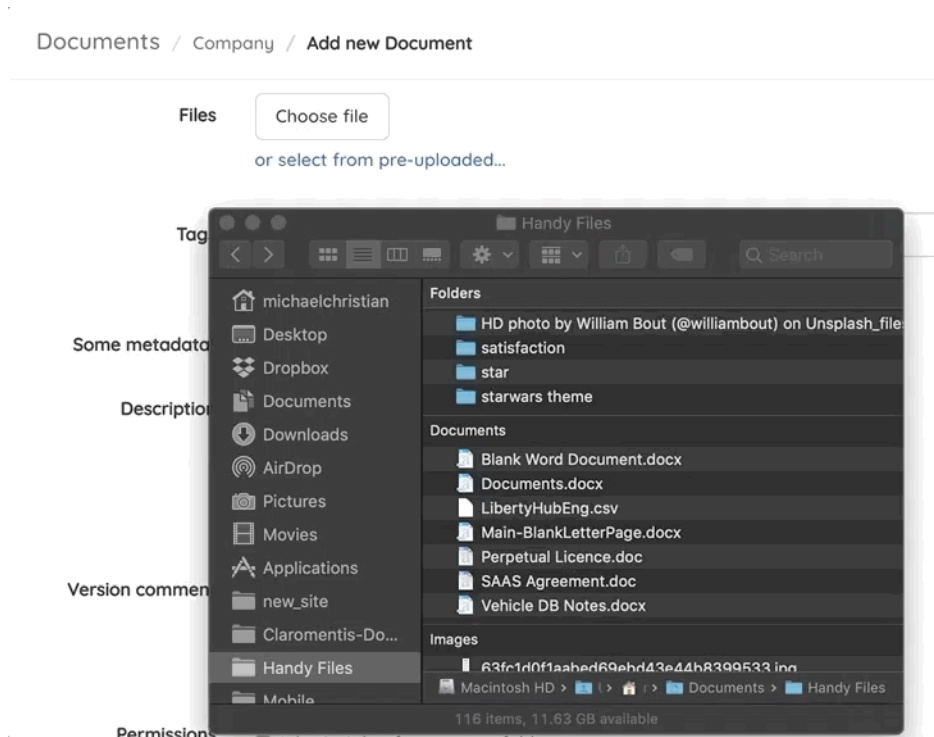 Documents / Company / Add new Document
Files
Choose file
or select from pre-uploaded...
Tag
Some metadata
Description
Version commen
Permissions
Handy Files
Search
michaelchristian
Desktop
Dropbox
Documents
Downloads
AirDrop
Pictures
Movies
Applications
new_site
Claromentis-Do...
Handy Files
Mobile
Folders
HD photo by William Bout (@williambout) on Unsplash_file
satisfaction
star
starwars theme
Documents
Blank Word Document.docx
Documents.docx
LibertyHubEng.csv
Main-BlankLetterPage.docx
Perpetual Licence.doc
SAAS Agreement.doc
Vehicle DB Notes.docx
Images
Macintosh HD > > > Documents > Handy Files
116 items, 11.63 GB available